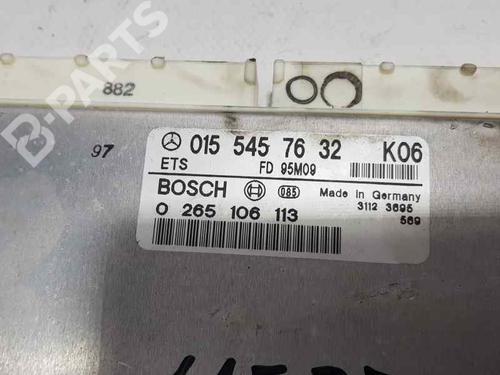 B-PARTS
882
97
015 545 76 32 K06
ETS FD 95M09
BOSCH 085 Made in Germany
0 265 106 113 3112 3695
569